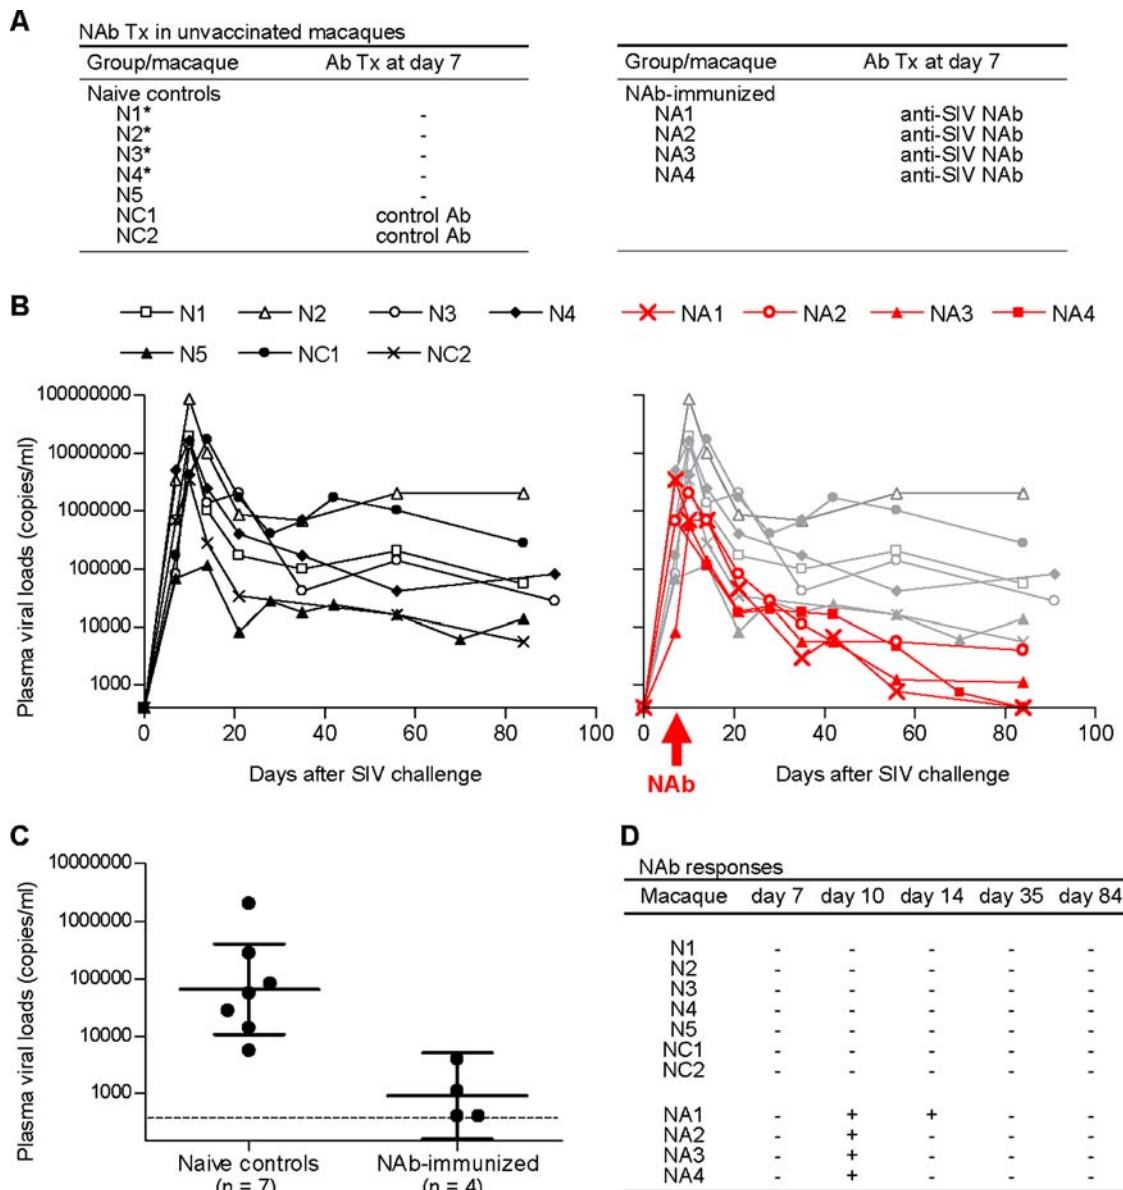 A
NAb Tx in unvaccinated macaques
Group/macaque Ab Tx at day 7
Naive controls
N1* -
N2* -
N3* -
N4* -
N5 -
NC1 control Ab
NC2 control Ab
Group/macaque Ab Tx at day 7
NAb-immunized
NA1 anti-SIV NAb
NA2 anti-SIV NAb
NA3 anti-SIV NAb
NA4 anti-SIV NAb
B
N1 N2 N3 N4 NA1 NA2 NA3 NA4
N5 NC1 NC2
Plasma viral loads (copies/ml)
100000000
10000000
1000000
100000
10000
1000
0 20 40 60 80 100
Days after SIV challenge
0 20 40 60 80 100
NAb
Days after SIV challenge
C
Plasma viral loads (copies/ml)
10000000
1000000
100000
10000
1000
Naive controls NAb-immunized
(n = 7) (n = 4)
D
NAb responses
Macaque day 7 day 10 day 14 day 35 day 84
N1 - - - - -
N2 - - - - -
N3 - - - - -
N4 - - - - -
N5 - - - - -
NC1 - - - - -
NC2 - - - - -
NA1 - + + - -
NA2 - + - - -
NA3 - + - - -
NA4 - + - - -